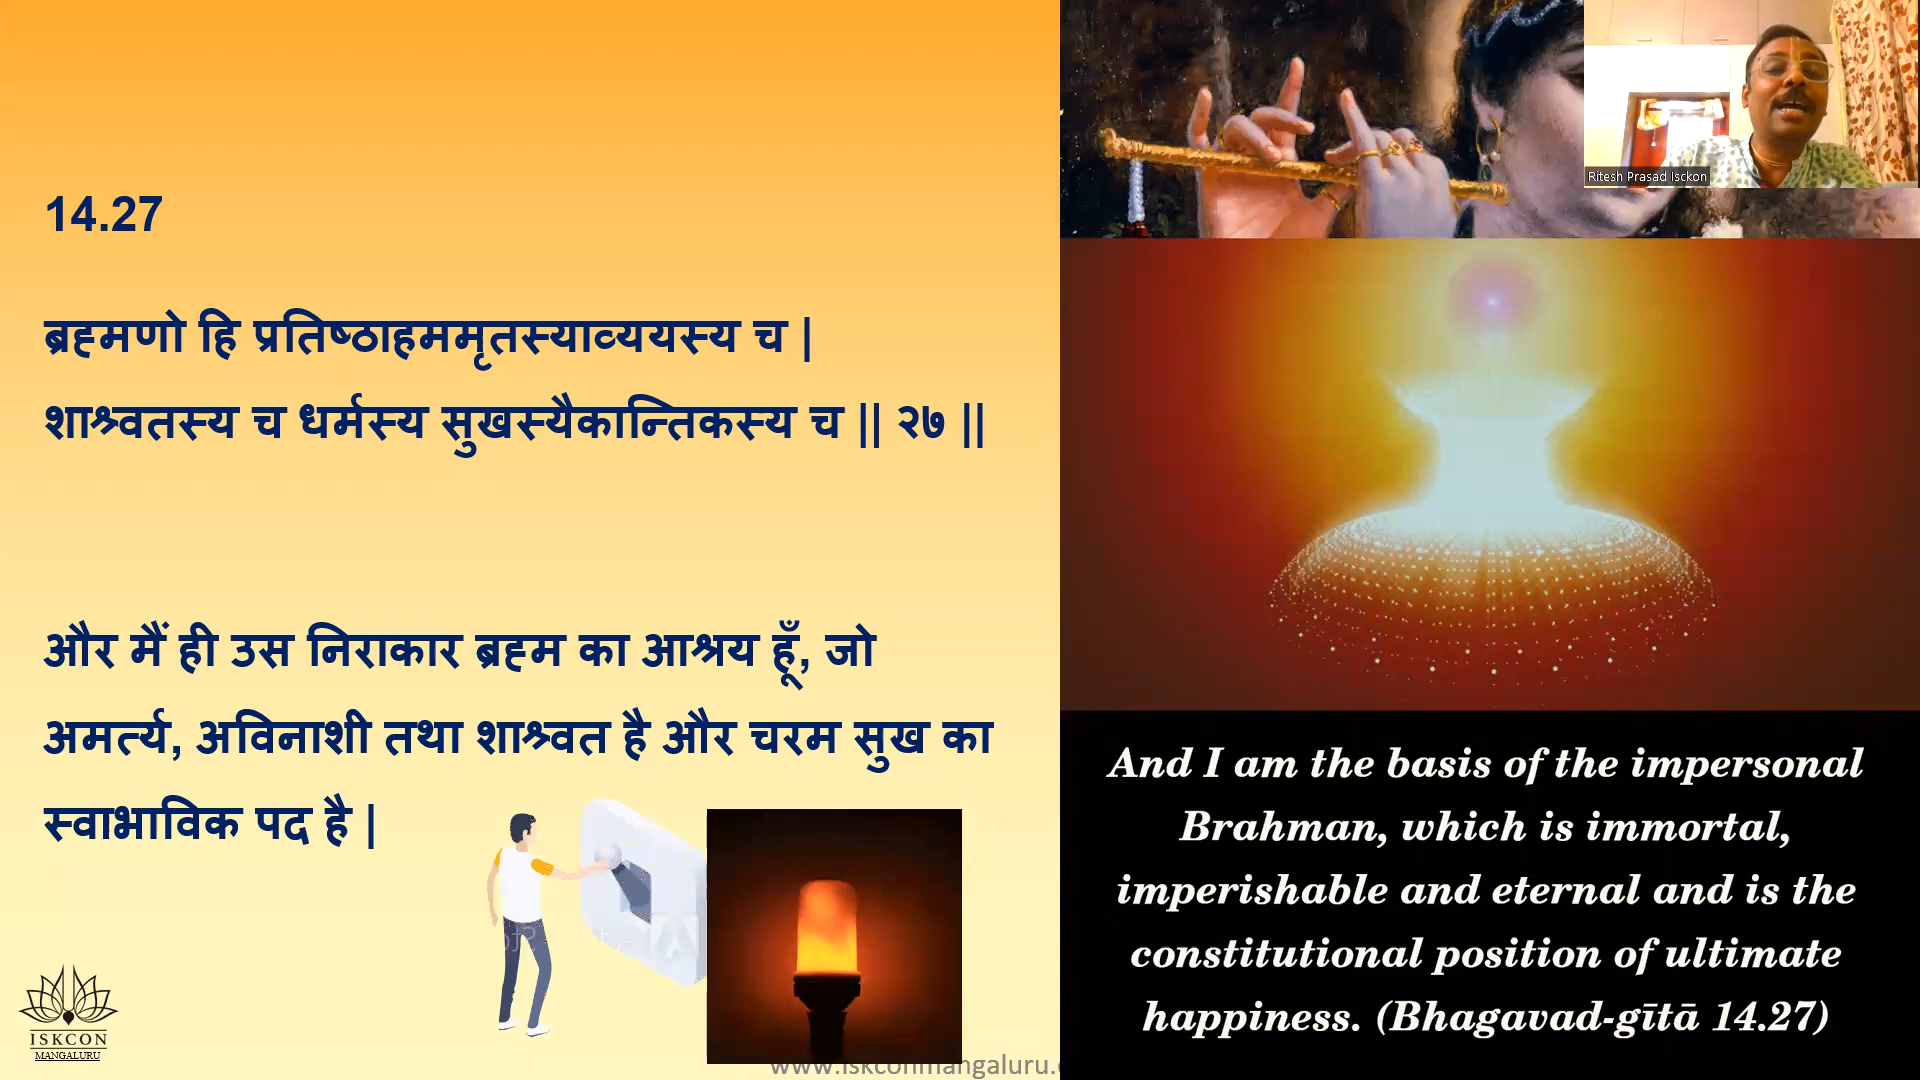 14.27
ब्रह्मणो हि प्रतिष्ठाहममृतस्याव्ययस्य च |
शाश्र्वतस्य च धर्मस्य सुखस्यैकान्तिकस्य च || २७ ||
और मैं ही उस निराकार ब्रह्म का आश्रय हूँ, जो
अमर्त्य, अविनाशी तथा शाश्र्वत है और चरम सुख का
स्वाभाविक पद है |
ISKCON
MANGALURU
Ritesh Prasad Isckon
And I am the basis of the impersonal
Brahman, which is immortal,
imperishable and eternal and is the
constitutional position of ultimate
happiness. (Bhagavad-gītā 14.27)
www.iskconmangaluru.